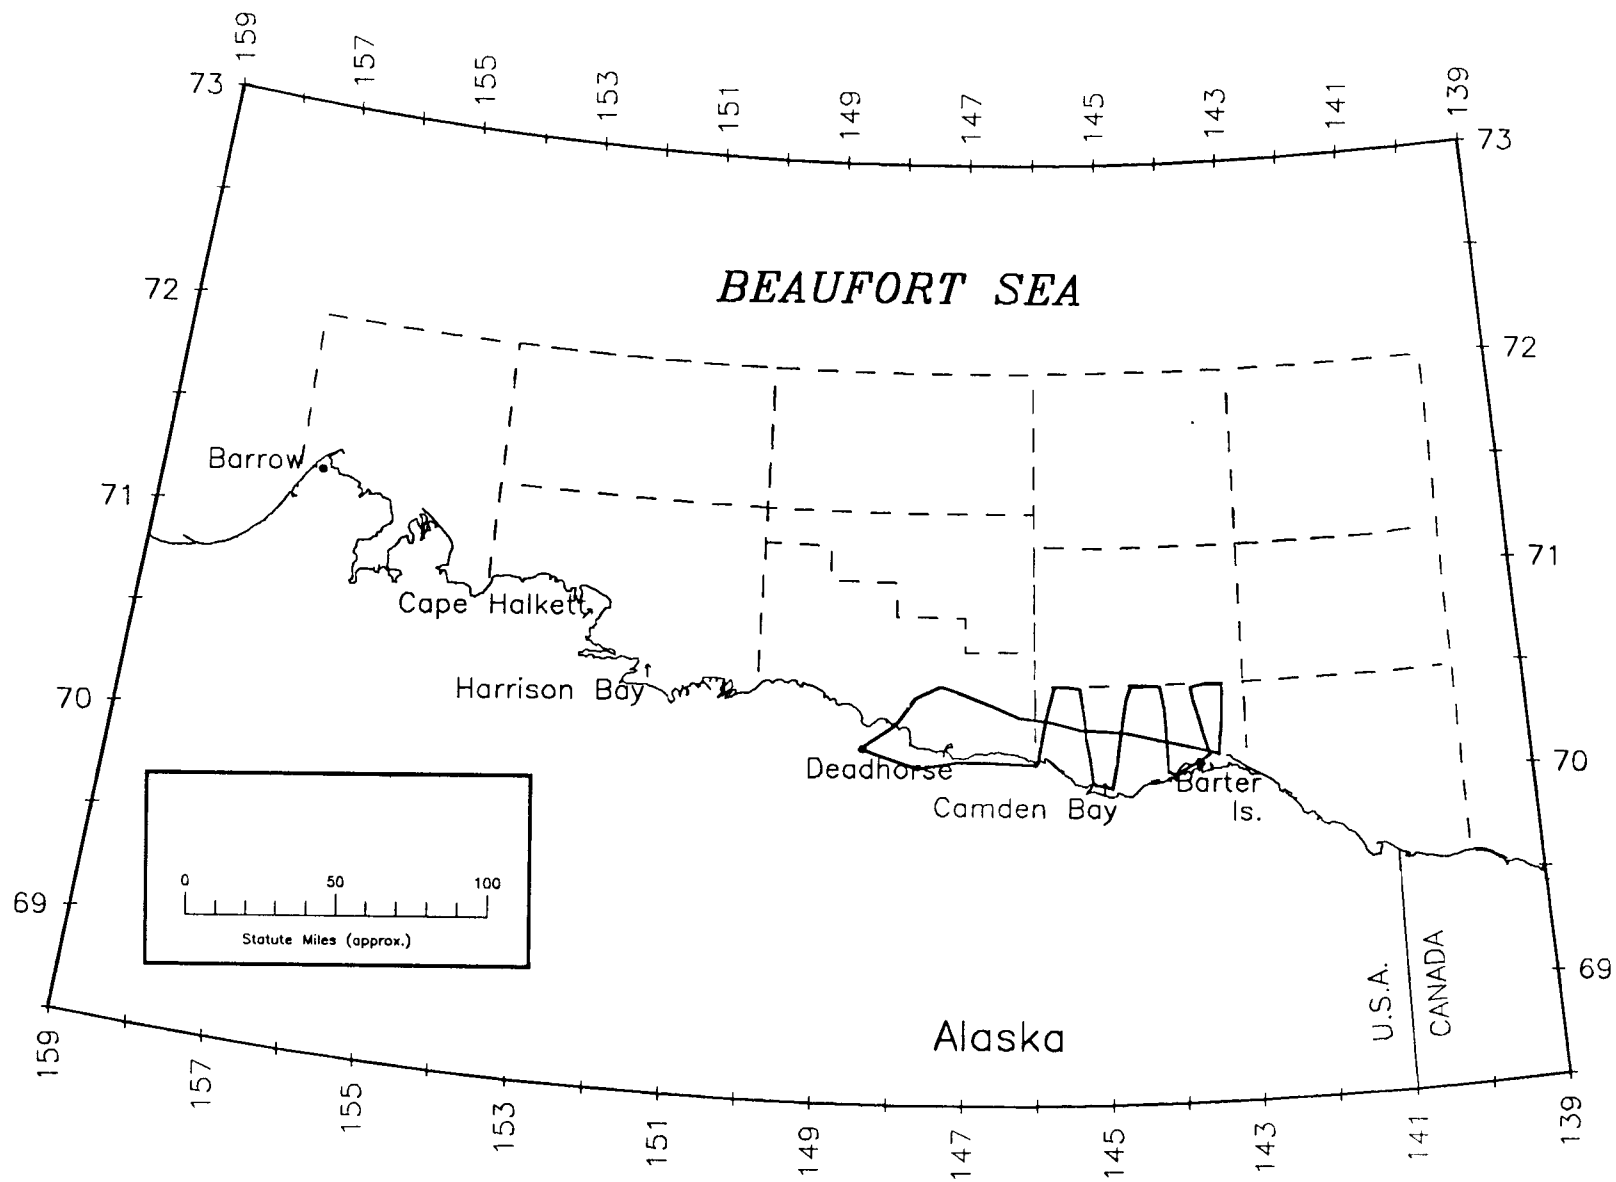 159
157
155
153
151
149
147
145
143
141
139
73
73
BEAUFORT SEA
72
72
Barrow
71
71
Cape Halkett
Harrison Bay
70
70
Deadhorse
Camden Bay
Barter
Is.
0 50 100
Statute Miles (approx.)
69
69
U.S.A.
CANADA
Alaska
159
157
155
153
151
149
147
145
143
141
139